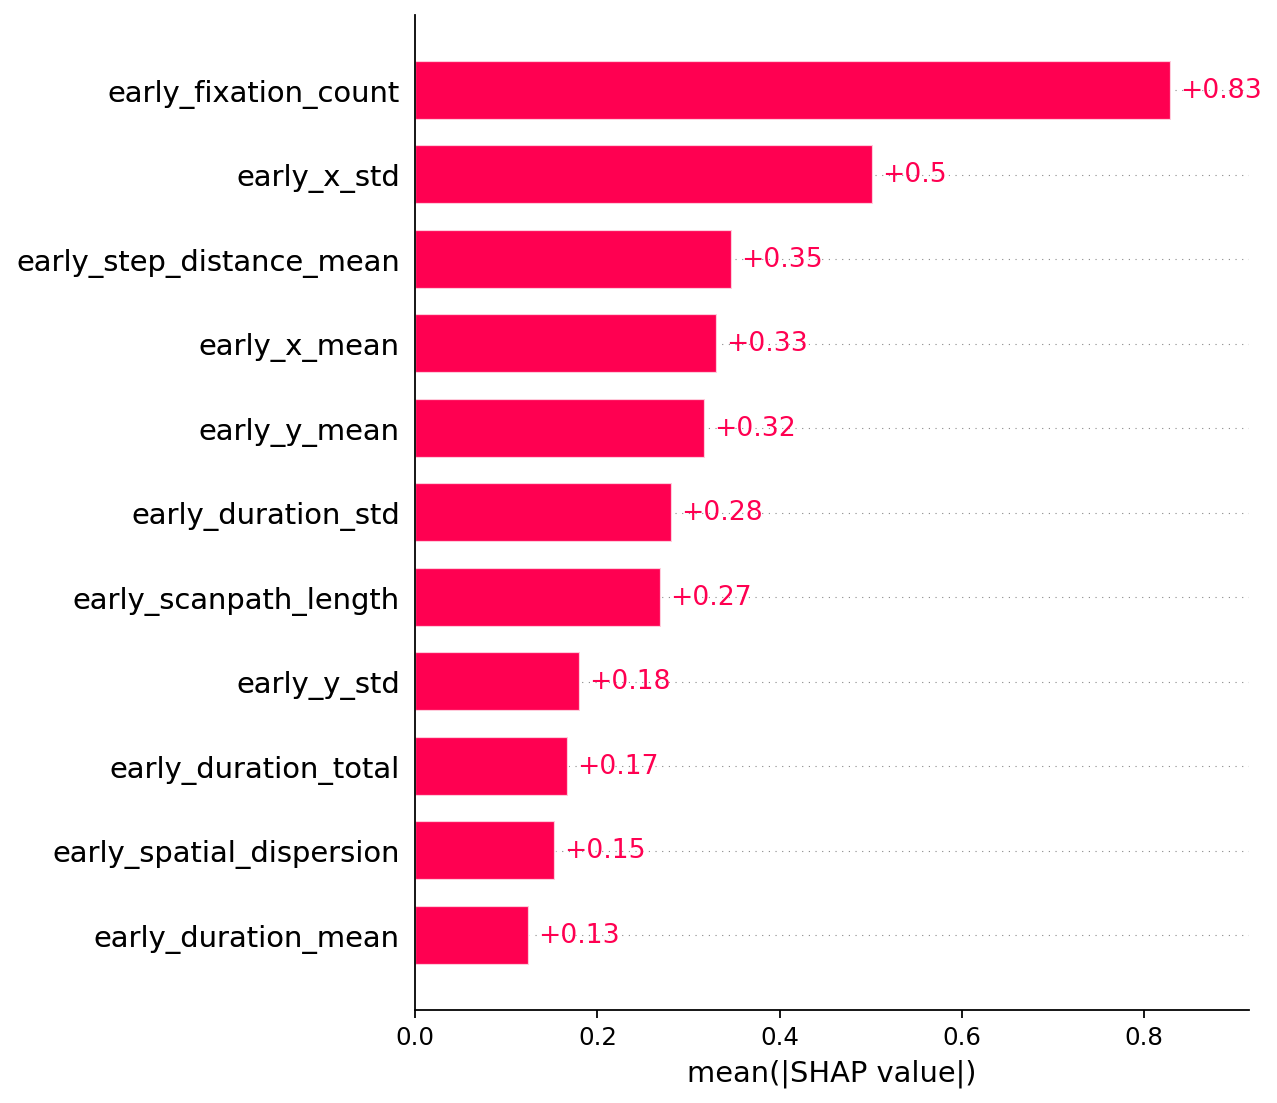 early_fixation_count +0.83
early_x_std +0.5
early_step_distance_mean +0.35
early_x_mean +0.33
early_y_mean +0.32
early_duration_std +0.28
early_scanpath_length +0.27
early_y_std +0.18
early_duration_total +0.17
early_spatial_dispersion +0.15
early_duration_mean +0.13
0.0 0.2 0.4 0.6 0.8
mean(|SHAP value|)